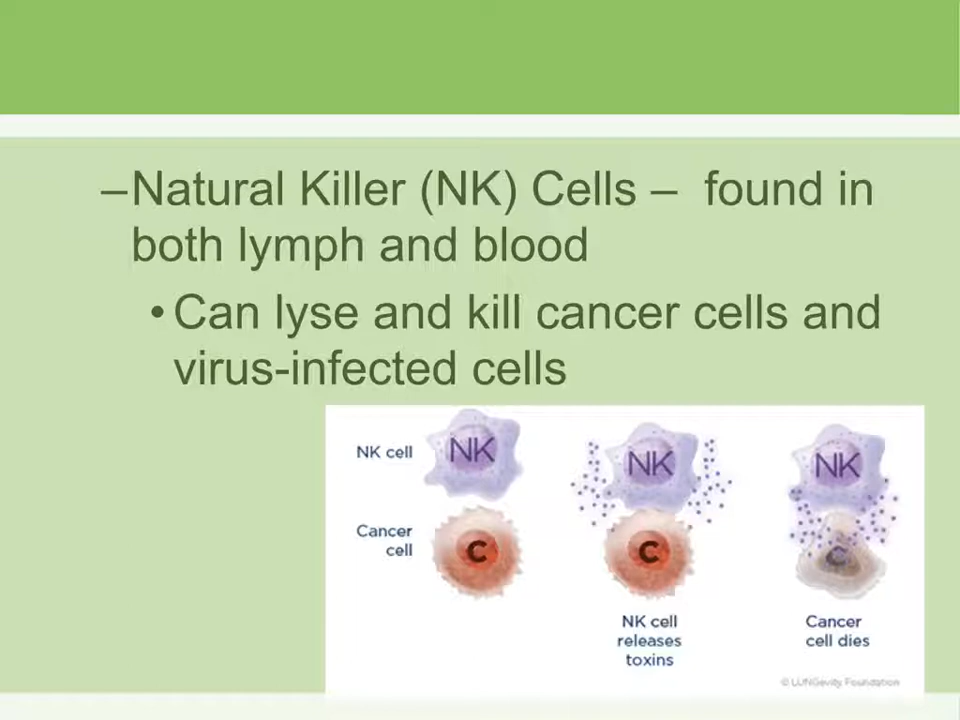 –Natural Killer (NK) Cells – found in
both lymph and blood
•Can lyse and kill cancer cells and
virus-infected cells
NK cell
NK
NK
NK
Cancer
cell
C
C
C
NK cell
releases
toxins
Cancer
cell dies
© LUNGevity Foundation